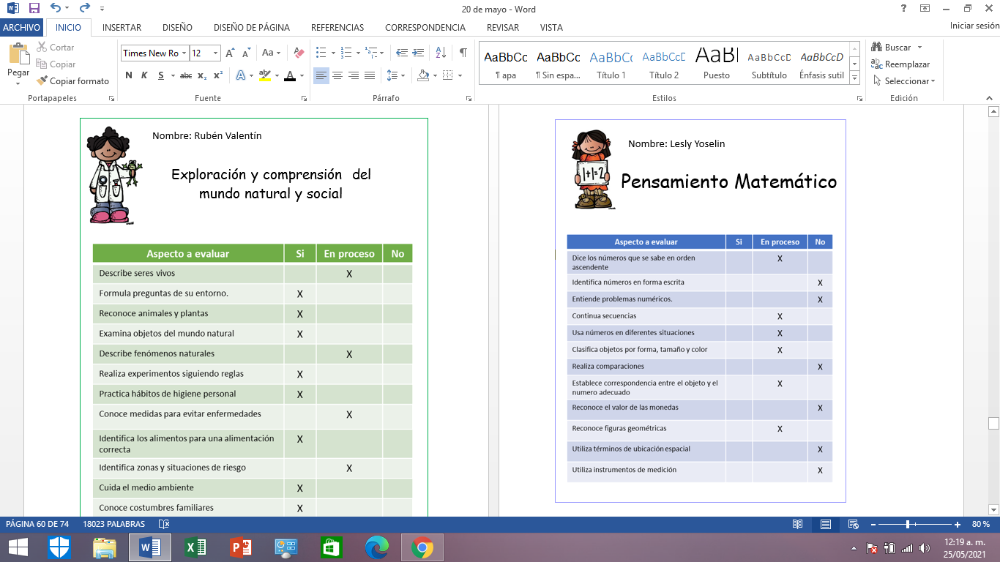 20 de mayo - Word
ARCHIVO INICIO INSERTAR DISEÑO DISEÑO DE PÁGINA REFERENCIAS CORRESPONDENCIA REVISAR VISTA Iniciar sesión
Pegar
Cortar
Copiar
Copiar formato
Portapapeles
Times New Ro 12
N K S abc x₂ x²
Fuente
Párrafo
AaBbCc AaBbCc AaBbCc AaBbCcD AaB AaBbCcD AaBbCcD
¶ apa ¶ Sin espa... Título 1 Título 2 Puesto Subtítulo Énfasis sutil
Estilos
Buscar
Reemplazar
Seleccionar
Edición
Nombre: Rubén Valentín
Exploración y comprensión del
mundo natural y social
Aspecto a evaluar Si En proceso No
Describe seres vivos X
Formula preguntas de su entorno. X
Reconoce animales y plantas X
Examina objetos del mundo natural X
Describe fenómenos naturales X
Realiza experimentos siguiendo reglas X
Practica hábitos de higiene personal X
Conoce medidas para evitar enfermedades X
Identifica los alimentos para una alimentación X
correcta
Identifica zonas y situaciones de riesgo X
Cuida el medio ambiente X
Conoce costumbres familiares X
Nombre: Lesly Yoselin
1+1=2
Pensamiento Matemático
Aspecto a evaluar Si En proceso No
Dice los números que se sabe en orden X
ascendente
Identifica números en forma escrita X
Entiende problemas numéricos. X
Continua secuencias X
Usa números en diferentes situaciones X
Clasifica objetos por forma, tamaño y color X
Realiza comparaciones X
Establece correspondencia entre el objeto y el X
numero adecuado
Reconoce el valor de las monedas X
Reconoce figuras geométricas X
Utiliza términos de ubicación espacial X
Utiliza instrumentos de medición X
PÁGINA 60 DE 74 18023 PALABRAS 80 %
12:19 a. m.
25/05/2021